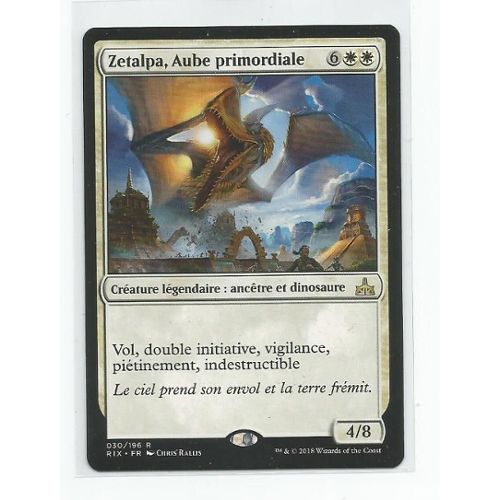 Zetalpa, Aube primordiale 6
Créature légendaire : ancêtre et dinosaure
Vol, double initiative, vigilance,
piétinement, indestructible
Le ciel prend son envol et la terre frémit.
4/8
030/196 R
RIX • FR Chris Rallis
™ & © 2018 Wizards of the Coast